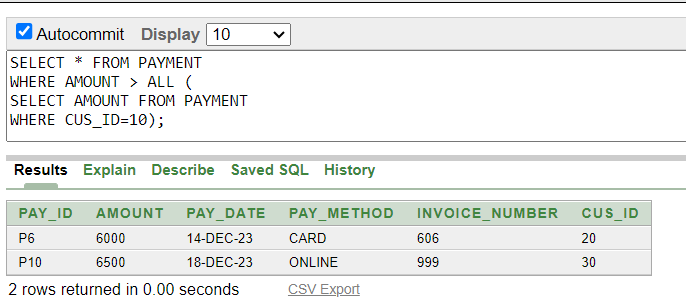 Autocommit Display 10
SELECT * FROM PAYMENT
WHERE AMOUNT > ALL (
SELECT AMOUNT FROM PAYMENT
WHERE CUS_ID=10);
Results Explain Describe Saved SQL History
PAY_ID AMOUNT PAY_DATE PAY_METHOD INVOICE_NUMBER CUS_ID
P6 6000 14-DEC-23 CARD 606 20
P10 6500 18-DEC-23 ONLINE 999 30
2 rows returned in 0.00 seconds CSV Export